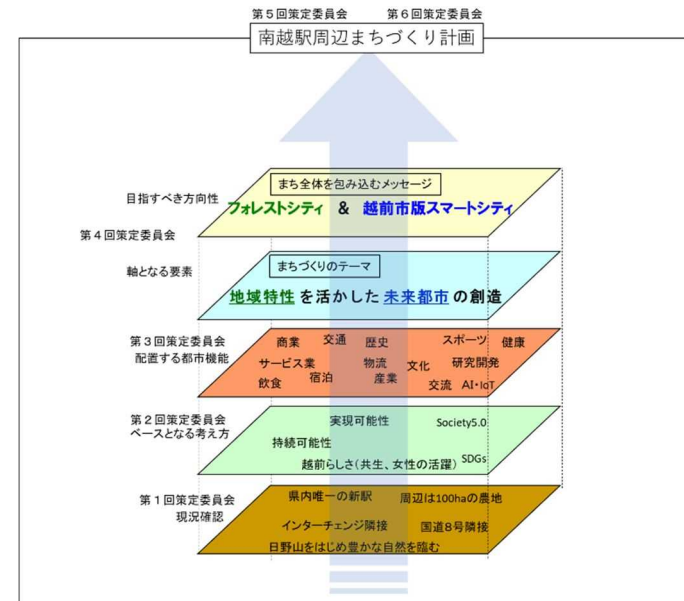 第5回策定委員会 第6回策定委員会
南越駅周辺まちづくり計画
まち全体を包み込むメッセージ
目指すべき方向性
フォレストシティ & 越前市版スマートシティ
第4回策定委員会
まちづくりのテーマ
軸となる要素
地域特性を活かした未来都市の創造
第3回策定委員会
配置する都市機能
商業 交通 歴史 スポーツ 健康
サービス業 物流 文化 研究開発
飲食 宿泊 産業 交流 AI・IoT
第2回策定委員会
ベースとなる考え方
実現可能性 Society5.0
持続可能性
越前らしさ(共生、女性の活躍) SDGs
第1回策定委員会
現況確認
県内唯一の新駅 周辺は100haの農地
インターチェンジ隣接 国道8号隣接
日野山をはじめ豊かな自然を臨む